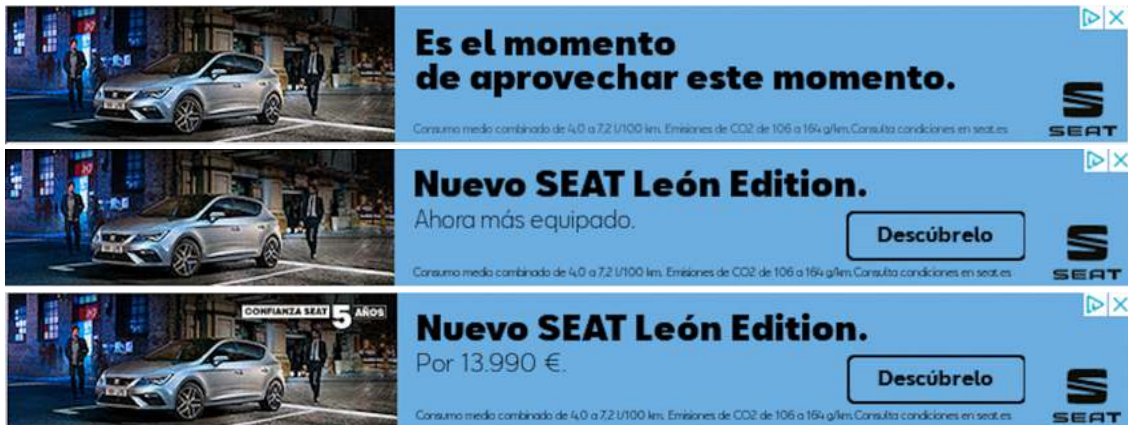 Es el momento
de aprovechar este momento.
Consumo medio combinado de 4,0 a 7,2 l/100 km. Emisiones de CO2 de 106 a 164 g/km. Consulta condiciones en seat.es
SEAT
Nuevo SEAT León Edition.
Ahora más equipado.
Descúbrelo
Consumo medio combinado de 4,0 a 7,2 l/100 km. Emisiones de CO2 de 106 a 164 g/km. Consulta condiciones en seat.es
SEAT
CONFIANZA SEAT 5 AÑOS
Nuevo SEAT León Edition.
Por 13.990 €.
Descúbrelo
Consumo medio combinado de 4,0 a 7,2 l/100 km. Emisiones de CO2 de 106 a 164 g/km. Consulta condiciones en seat.es
SEAT